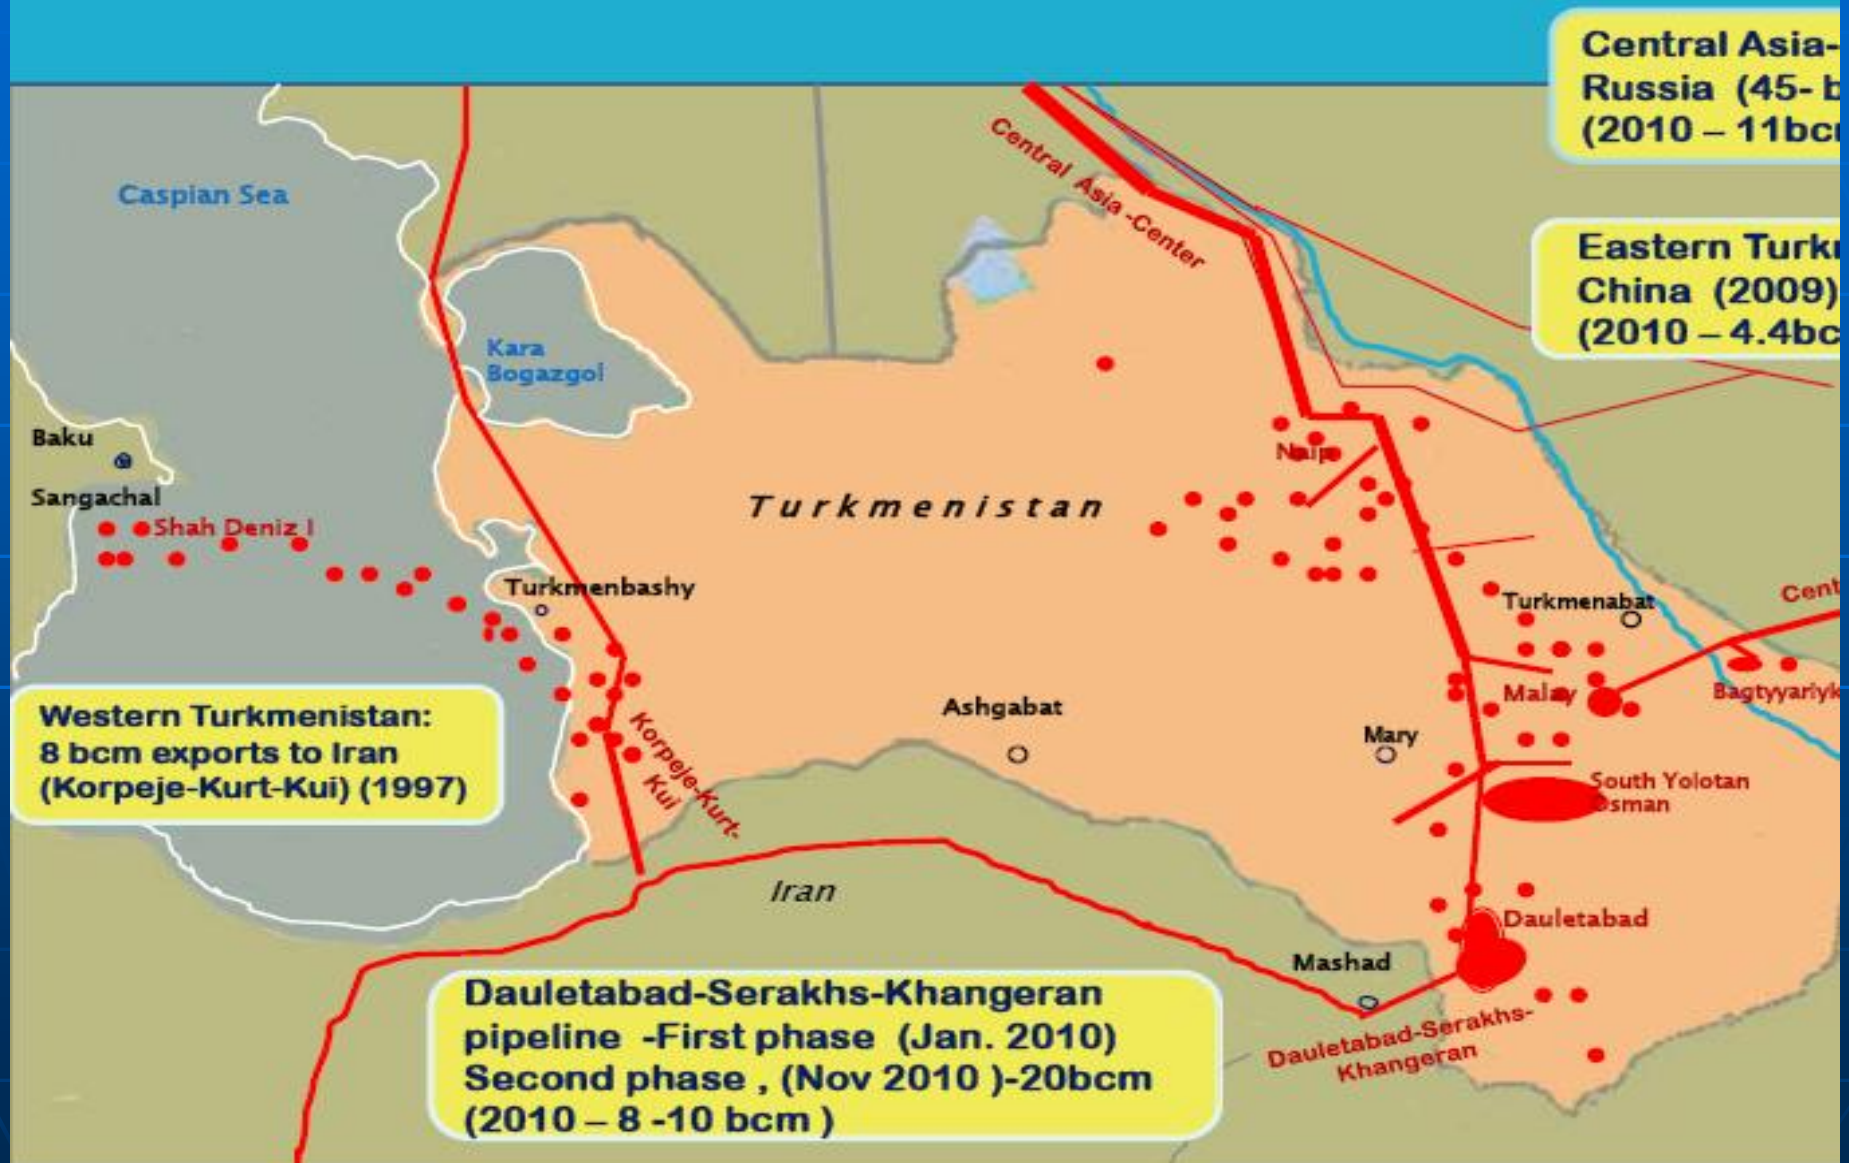 Central Asia-
Russia (45- b
(2010 – 11bcm
Central Asia -Center
Caspian Sea
Eastern Turkm
China (2009)
(2010 – 4.4bc
Kara
Bogazgol
Baku
Sangachal
Shah Deniz I
Naip
Turkmenistan
Turkmenbashy
Turkmenabat
Cent
Malay
Bagtyyariyk
Ashgabat
Mary
Western Turkmenistan:
8 bcm exports to Iran
(Korpeje-Kurt-Kui) (1997)
Korpeje-Kurt-
Kui
South Yolotan
Osman
Iran
Dauletabad
Mashad
Dauletabad-Serakhs-Khangeran
pipeline -First phase (Jan. 2010)
Second phase , (Nov 2010 )-20bcm
(2010 – 8 -10 bcm )
Dauletabad-Serakhs-
Khangeran